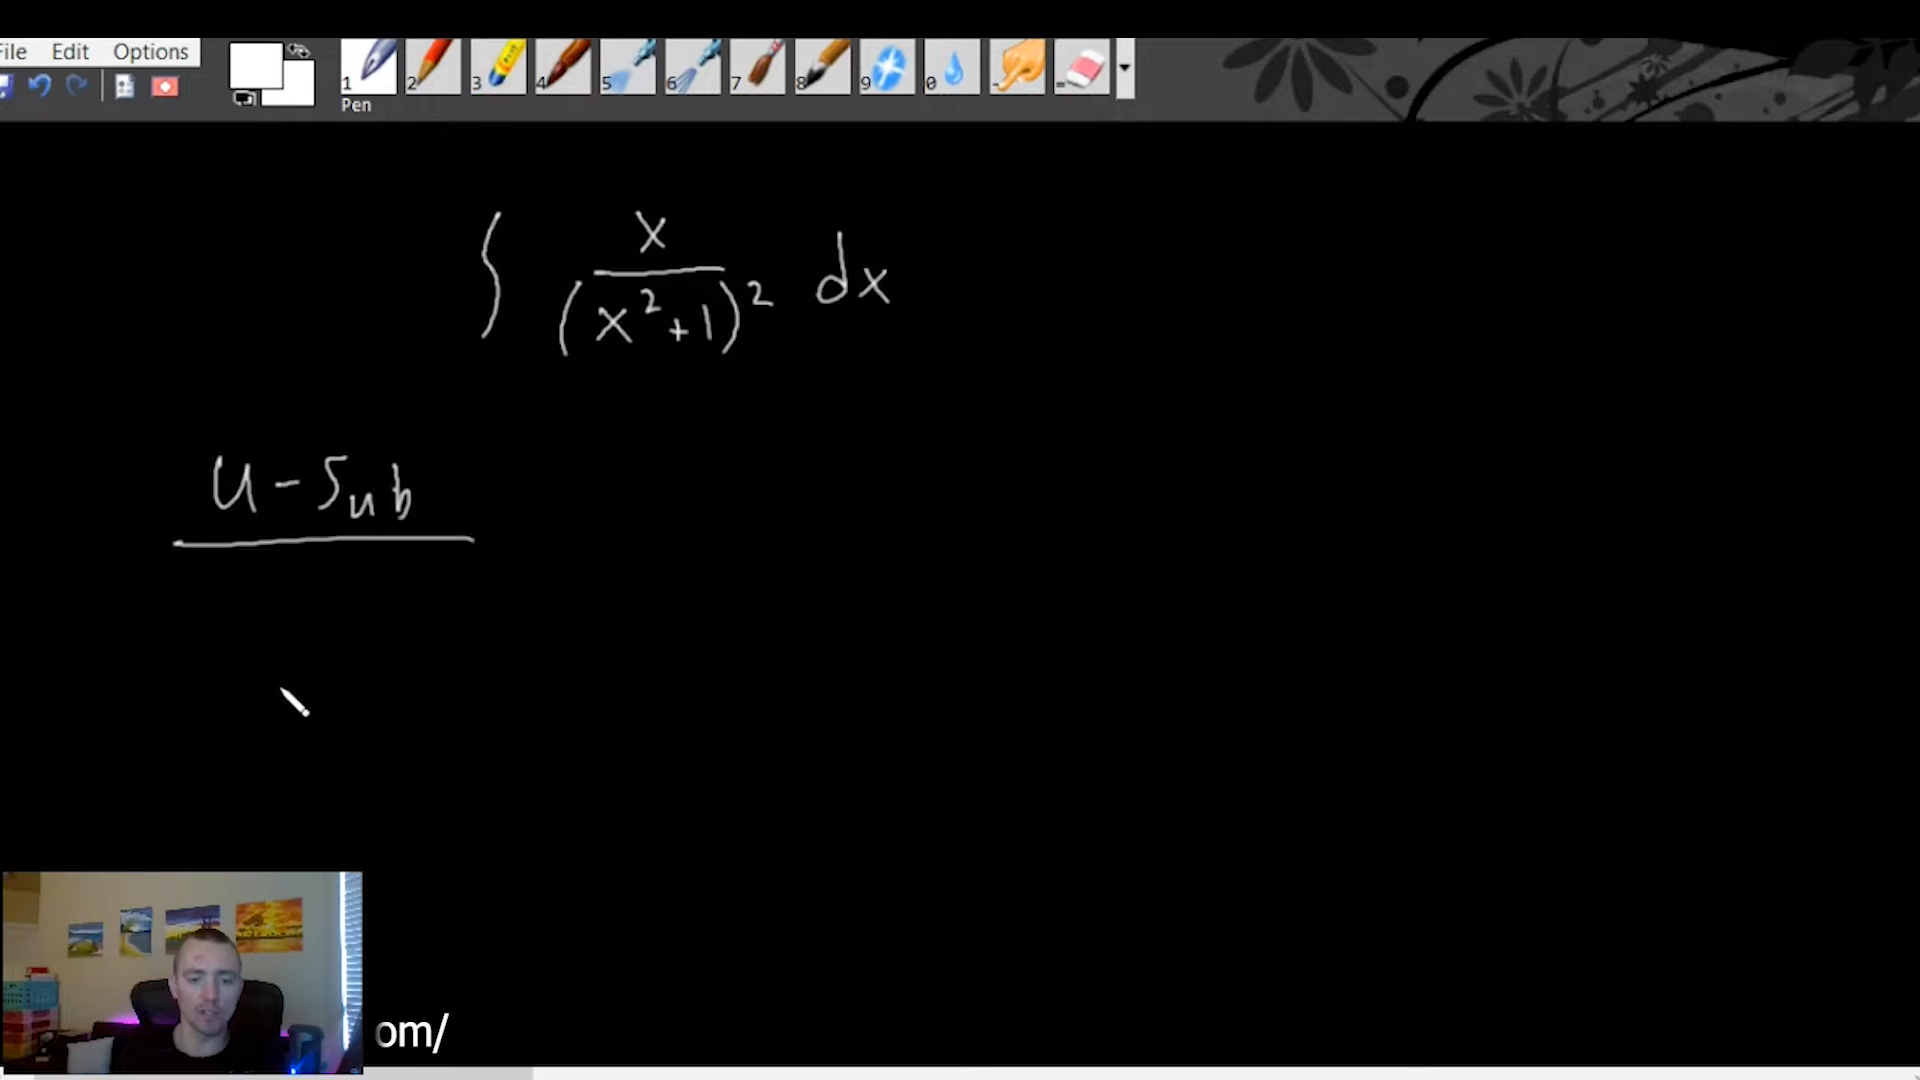 File Edit Options
1 2 3 4 5 6 7 8 9 0 - =
Pen
∫ x / (x² + 1)² dx
u - Sub
om/